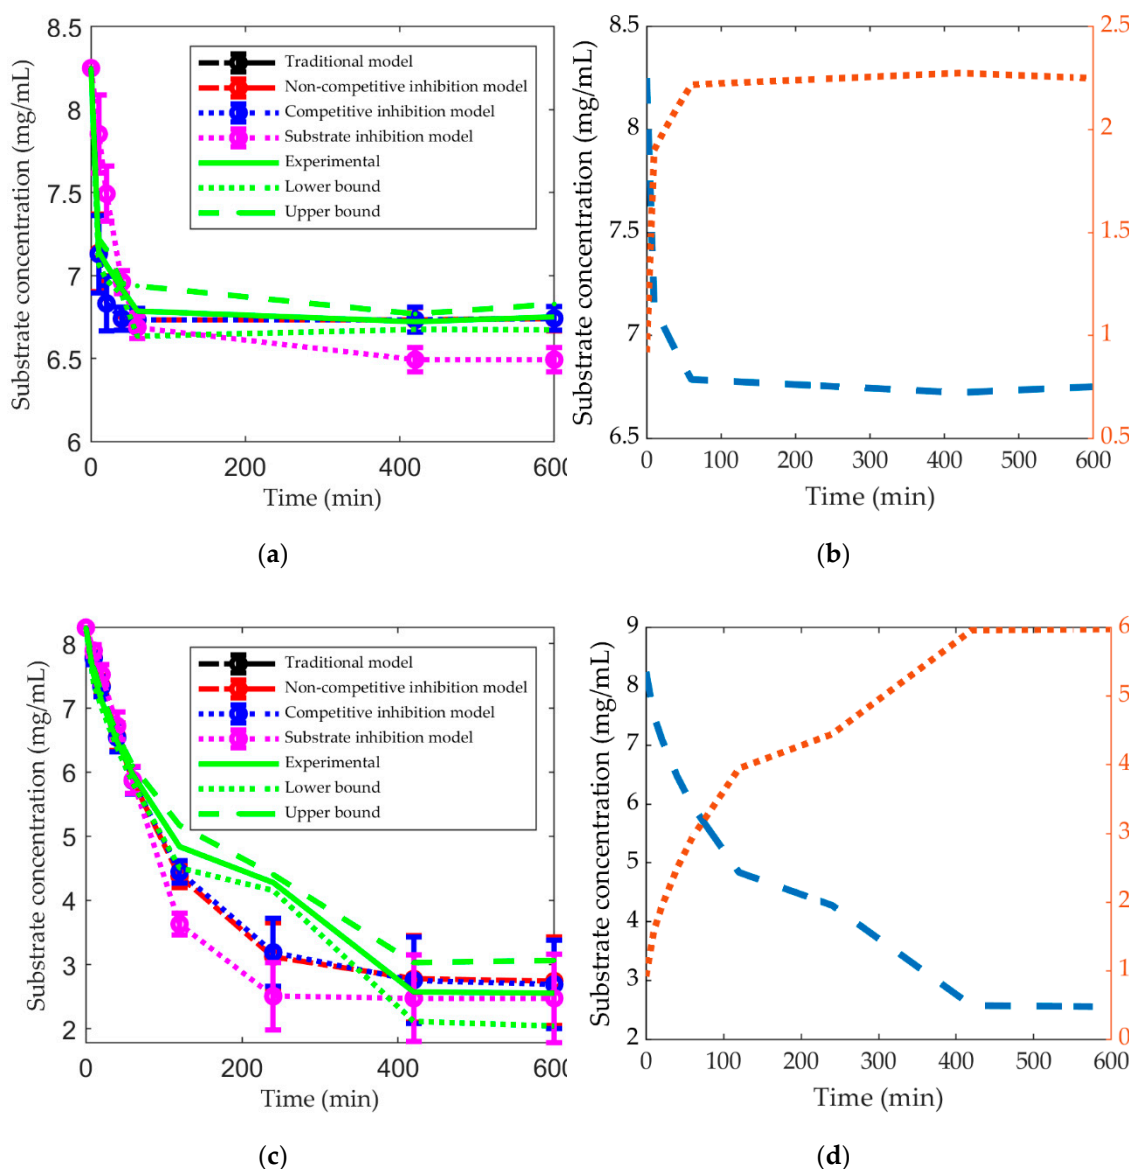 8.5
8
7.5
7
6.5
6
Substrate concentration (mg/mL)
Traditional model
Non-competitive inhibition model
Competitive inhibition model
Substrate inhibition model
Experimental
Lower bound
Upper bound
0 200 400 600
Time (min)
(a)
8.5
8
7.5
7
6.5
Substrate concentration (mg/mL)
2.5
2
1.5
1
0.5
0 100 200 300 400 500 600
Time (min)
(b)
8
7
6
5
4
3
2
Substrate concentration (mg/mL)
Traditional model
Non-competitive inhibition model
Competitive inhibition model
Substrate inhibition model
Experimental
Lower bound
Upper bound
0 200 400 600
Time (min)
(c)
9
8
7
6
5
4
3
2
Substrate concentration (mg/mL)
6
5
4
3
2
1
0
0 100 200 300 400 500 600
Time (min)
(d)